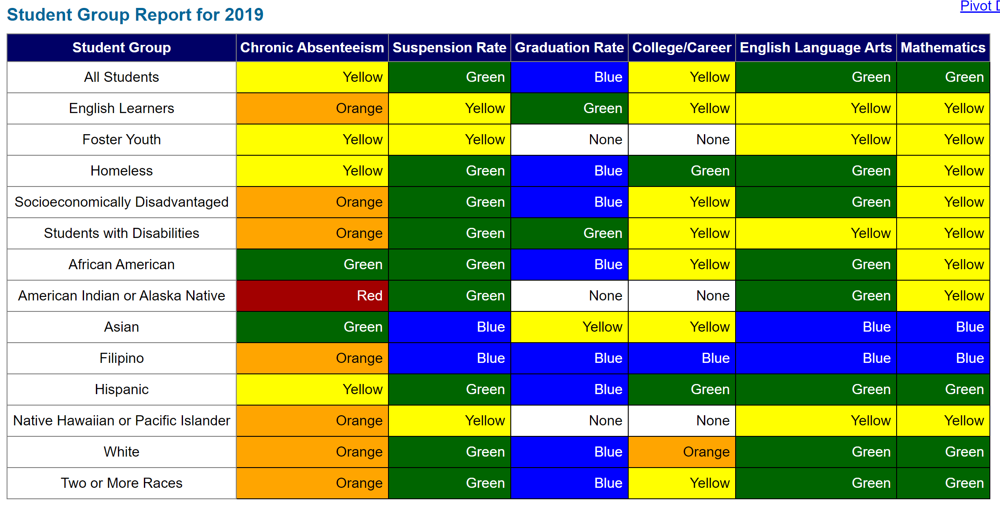 Pivot D
Student Group Report for 2019
Student Group Chronic Absenteeism Suspension Rate Graduation Rate College/Career English Language Arts Mathematics
All Students Yellow Green Blue Yellow Green Green
English Learners Orange Yellow Green Yellow Yellow Yellow
Foster Youth Yellow Yellow None None Yellow Yellow
Homeless Yellow Green Blue Green Green Yellow
Socioeconomically Disadvantaged Orange Green Blue Yellow Green Yellow
Students with Disabilities Orange Green Green Yellow Yellow Yellow
African American Green Green Blue Yellow Green Yellow
American Indian or Alaska Native Red Green None None Green Yellow
Asian Green Blue Yellow Yellow Blue Blue
Filipino Orange Blue Blue Blue Blue Blue
Hispanic Yellow Green Blue Green Green Green
Native Hawaiian or Pacific Islander Orange Yellow None None Yellow Yellow
White Orange Green Blue Orange Green Green
Two or More Races Orange Green Blue Yellow Green Green